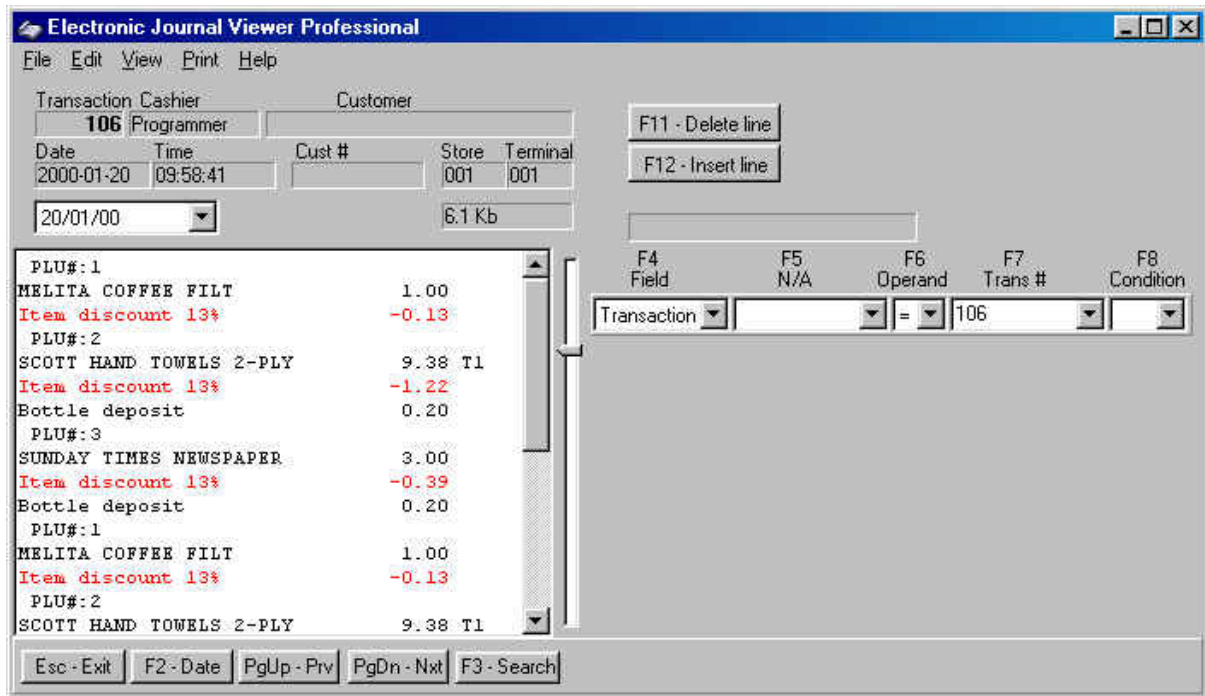 Electronic Journal Viewer Professional
File Edit View Print Help
Transaction Cashier Customer
106 Programmer
Date Time Cust # Store Terminal
2000-01-20 09:58:41 001 001
20/01/00 6.1 Kb
F11 - Delete line
F12 - Insert line
PLU#:1
MELITA COFFEE FILT 1.00
Item discount 13% -0.13
PLU#:2
SCOTT HAND TOWELS 2-PLY 9.38 T1
Item discount 13% -1.22
Bottle deposit 0.20
PLU#:3
SUNDAY TIMES NEWSPAPER 3.00
Item discount 13% -0.39
Bottle deposit 0.20
PLU#:1
MELITA COFFEE FILT 1.00
Item discount 13% -0.13
PLU#:2
SCOTT HAND TOWELS 2-PLY 9.38 T1
F4 F5 F6 F7 F8
Field N/A Operand Trans # Condition
Transaction = 106
Esc - Exit F2 - Date PgUp - Prv PgDn - Nxt F3 - Search